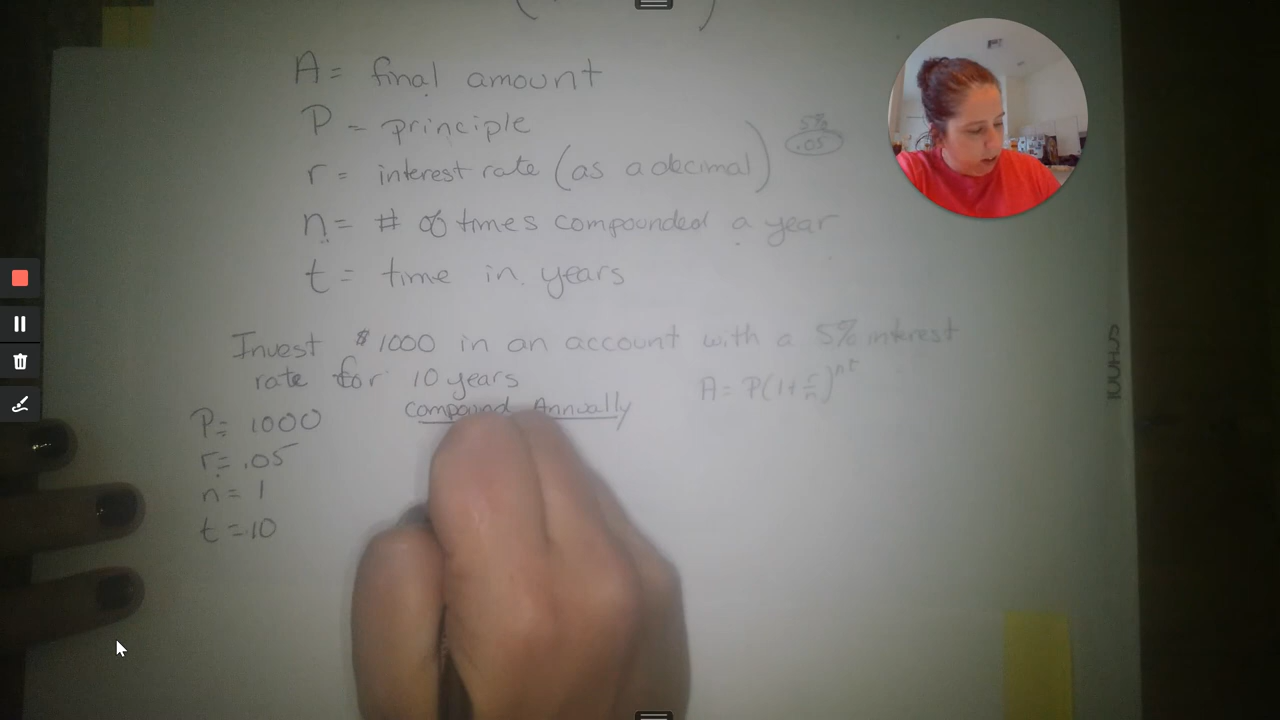 A = final amount
P = principle
r = interest rate (as a decimal)
5%
.05
n = # of times compounded a year
t = time in years
Invest $1000 in an account with a 5% interest
rate for 10 years
A = P(1+r/n)^nt
Compound Annually
P = 1000
r = .05
n = 1
t = 10